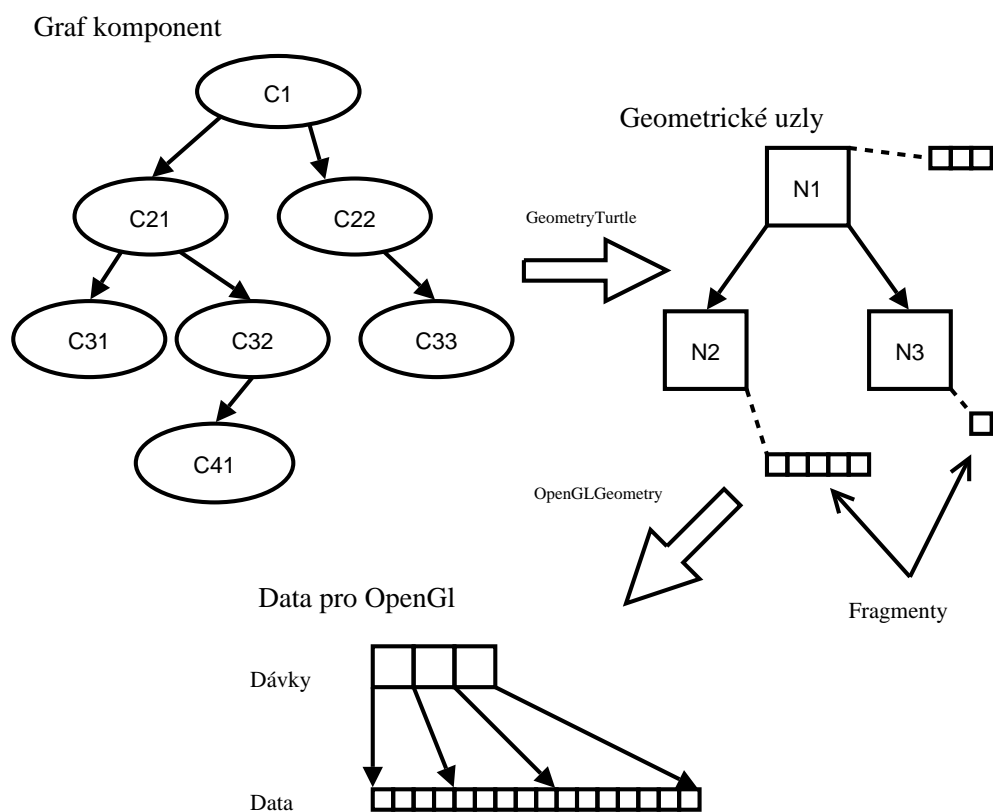 Graf komponent
C1
Geometrické uzly
N1
C21
C22
GeometryTurtle
C31
C32
C33
N2
N3
C41
OpenGLGeometry
Data pro OpenGl
Fragmenty
Dávky
Data